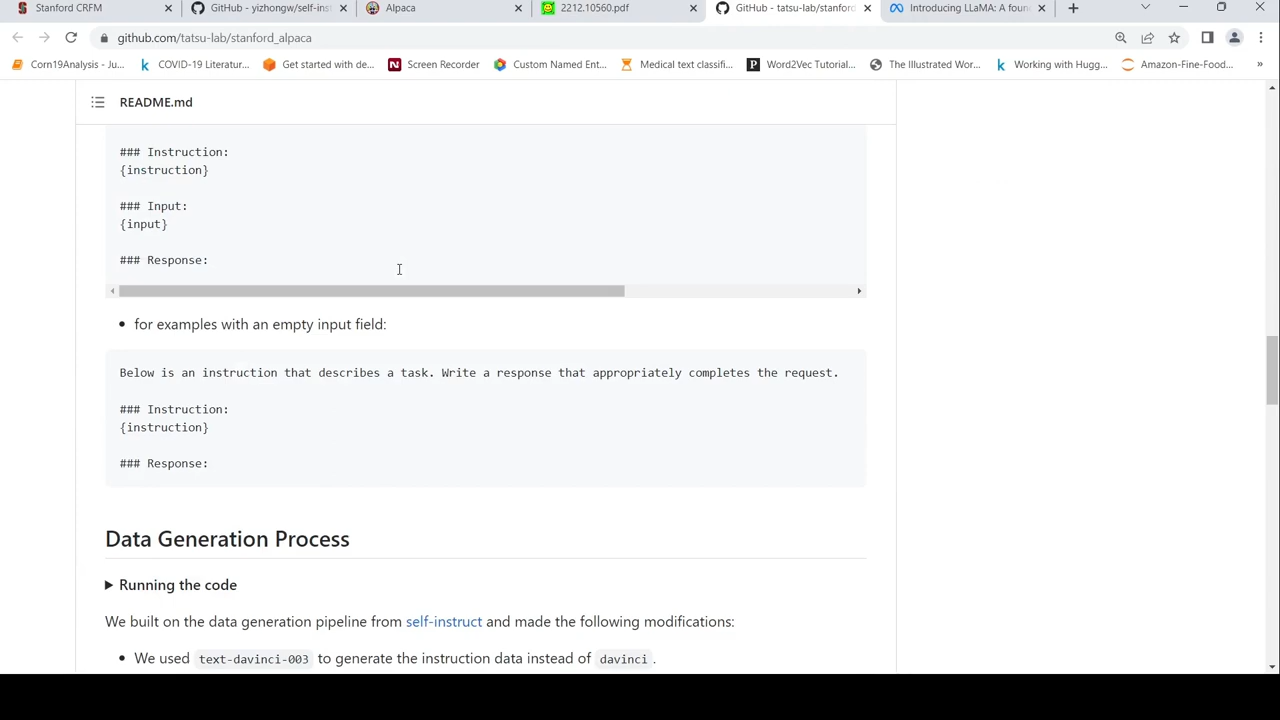 Stanford CRFM
GitHub - yizhongw/self-inst
Alpaca
2212.10560.pdf
GitHub - tatsu-lab/stanford
Introducing LLaMA: A foun
github.com/tatsu-lab/stanford_alpaca
Corn19Analysis - Ju...
COVID-19 Literatur...
Get started with de...
Screen Recorder
Custom Named Ent...
Medical text classifi...
Word2Vec Tutorial...
The Illustrated Wor...
Working with Hugg...
Amazon-Fine-Food...
»
README.md
### Instruction:
{instruction}
### Input:
{input}
### Response:
• for examples with an empty input field:
Below is an instruction that describes a task. Write a response that appropriately completes the request.
### Instruction:
{instruction}
### Response:
Data Generation Process
Running the code
We built on the data generation pipeline from self-instruct and made the following modifications:
• We used text-davinci-003 to generate the instruction data instead of davinci.